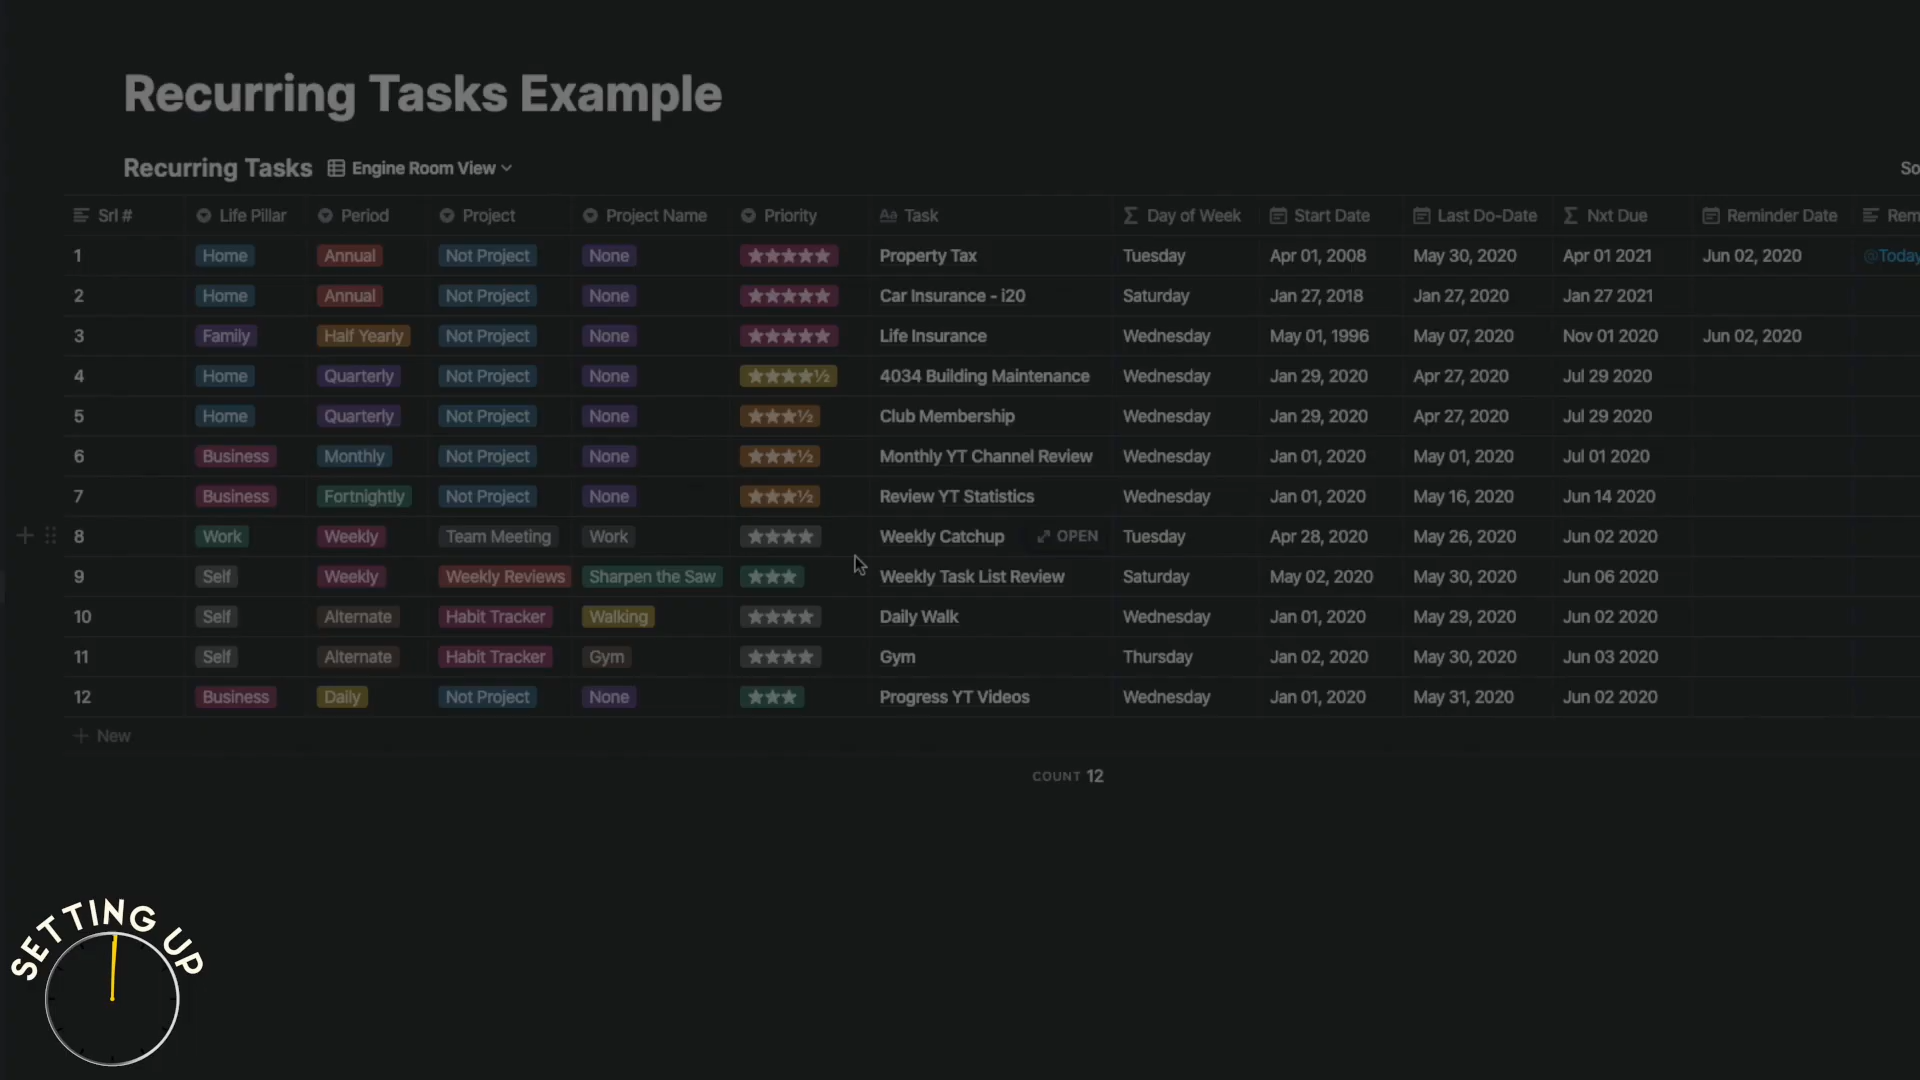 Recurring Tasks Example
Recurring Tasks Engine Room View So
Srl # Life Pillar Period Project Project Name Priority Aa Task Σ Day of Week Start Date Last Do-Date Σ Nxt Due Reminder Date Rem
1 Home Annual Not Project None ★★★★★ Property Tax Tuesday Apr 01, 2008 May 30, 2020 Apr 01 2021 Jun 02, 2020 @Today
2 Home Annual Not Project None ★★★★★ Car Insurance - i20 Saturday Jan 27, 2018 Jan 27, 2020 Jan 27 2021
3 Family Half Yearly Not Project None ★★★★★ Life Insurance Wednesday May 01, 1996 May 07, 2020 Nov 01 2020 Jun 02, 2020
4 Home Quarterly Not Project None ★★★★½ 4034 Building Maintenance Wednesday Jan 29, 2020 Apr 27, 2020 Jul 29 2020
5 Home Quarterly Not Project None ★★★½ Club Membership Wednesday Jan 29, 2020 Apr 27, 2020 Jul 29 2020
6 Business Monthly Not Project None ★★★½ Monthly YT Channel Review Wednesday Jan 01, 2020 May 01, 2020 Jul 01 2020
7 Business Fortnightly Not Project None ★★★½ Review YT Statistics Wednesday Jan 01, 2020 May 16, 2020 Jun 14 2020
8 Work Weekly Team Meeting Work ★★★★ Weekly Catchup OPEN Tuesday Apr 28, 2020 May 26, 2020 Jun 02 2020
9 Self Weekly Weekly Reviews Sharpen the Saw ★★★ Weekly Task List Review Saturday May 02, 2020 May 30, 2020 Jun 06 2020
10 Self Alternate Habit Tracker Walking ★★★★ Daily Walk Wednesday Jan 01, 2020 May 29, 2020 Jun 02 2020
11 Self Alternate Habit Tracker Gym ★★★★ Gym Thursday Jan 02, 2020 May 30, 2020 Jun 03 2020
12 Business Daily Not Project None ★★★ Progress YT Videos Wednesday Jan 01, 2020 May 31, 2020 Jun 02 2020
+ New
COUNT 12
SETTING UP